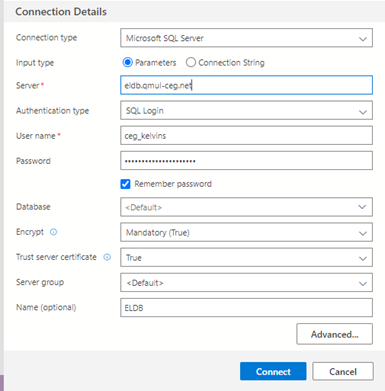 Connection Details
Connection type Microsoft SQL Server
Input type Parameters Connection String
Server* eldb.qmul-ceg.net
Authentication type SQL Login
User name* ceg_kelvins
Password ••••••••••••••••••••
Remember password
Database <Default>
Encrypt Mandatory (True)
Trust server certificate True
Server group <Default>
Name (optional) ELDB
Advanced...
Connect Cancel